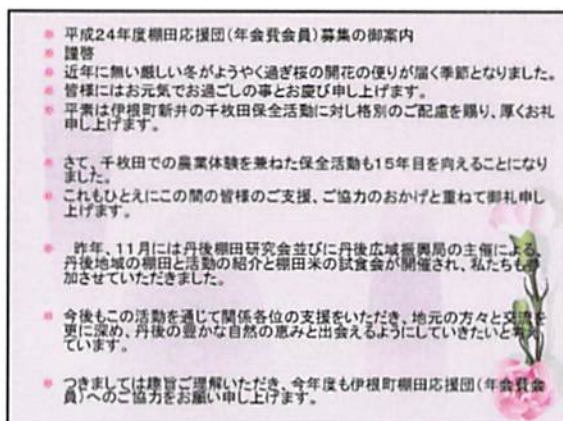 平成24年度棚田応援団(年会費会員)募集の御案内
謹啓
近年に無い厳しい冬がようやく過ぎ桜の開花の便りが届く季節となりました。
皆様にはお元気でお過ごしの事とお慶び申し上げます。
平素は伊根町新井の千枚田保全活動に対し格別のご配慮を賜り、厚くお礼
申し上げます。
さて、千枚田での農業体験を兼ねた保全活動も15年目を向えることになり
ました。
これもひとえにこの間の皆様のご支援、ご協力のおかげと重ねて御礼申し
上げます。
昨年、11月には丹後棚田研究会並びに丹後広域振興局の主催による、
丹後地域の棚田と活動の紹介と棚田米の試食会が開催され、私たちも参
加させていただきました。
今後もこの活動を通じて関係各位の支援をいただき、地元の方々と交流を
更に深め、丹後の豊かな自然の恵みと出会えるようにしていきたいと考え
ています。
つきましては趣旨ご理解いただき、今年度も伊根町棚田応援団(年会費会
員)へのご協力をお願い申し上げます。